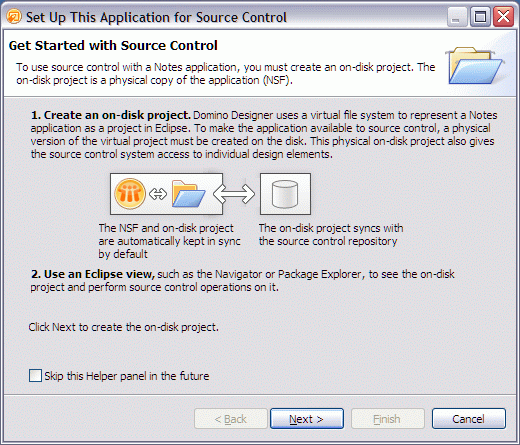 Set Up This Application for Source Control
Get Started with Source Control
To use source control with a Notes application, you must create an on-disk project. The
on-disk project is a physical copy of the application (NSF).
1. Create an on-disk project. Domino Designer uses a virtual file system to represent a Notes
application as a project in Eclipse. To make the application available to source control, a physical
version of the virtual project must be created on the disk. This physical on-disk project also gives
the source control system access to individual design elements.
The NSF and on-disk project
are automatically kept in sync
by default
The on-disk project syncs with
the source control repository
2. Use an Eclipse view, such as the Navigator or Package Explorer, to see the on-disk
project and perform source control operations on it.
Click Next to create the on-disk project.
Skip this Helper panel in the future
< Back
Next >
Finish
Cancel